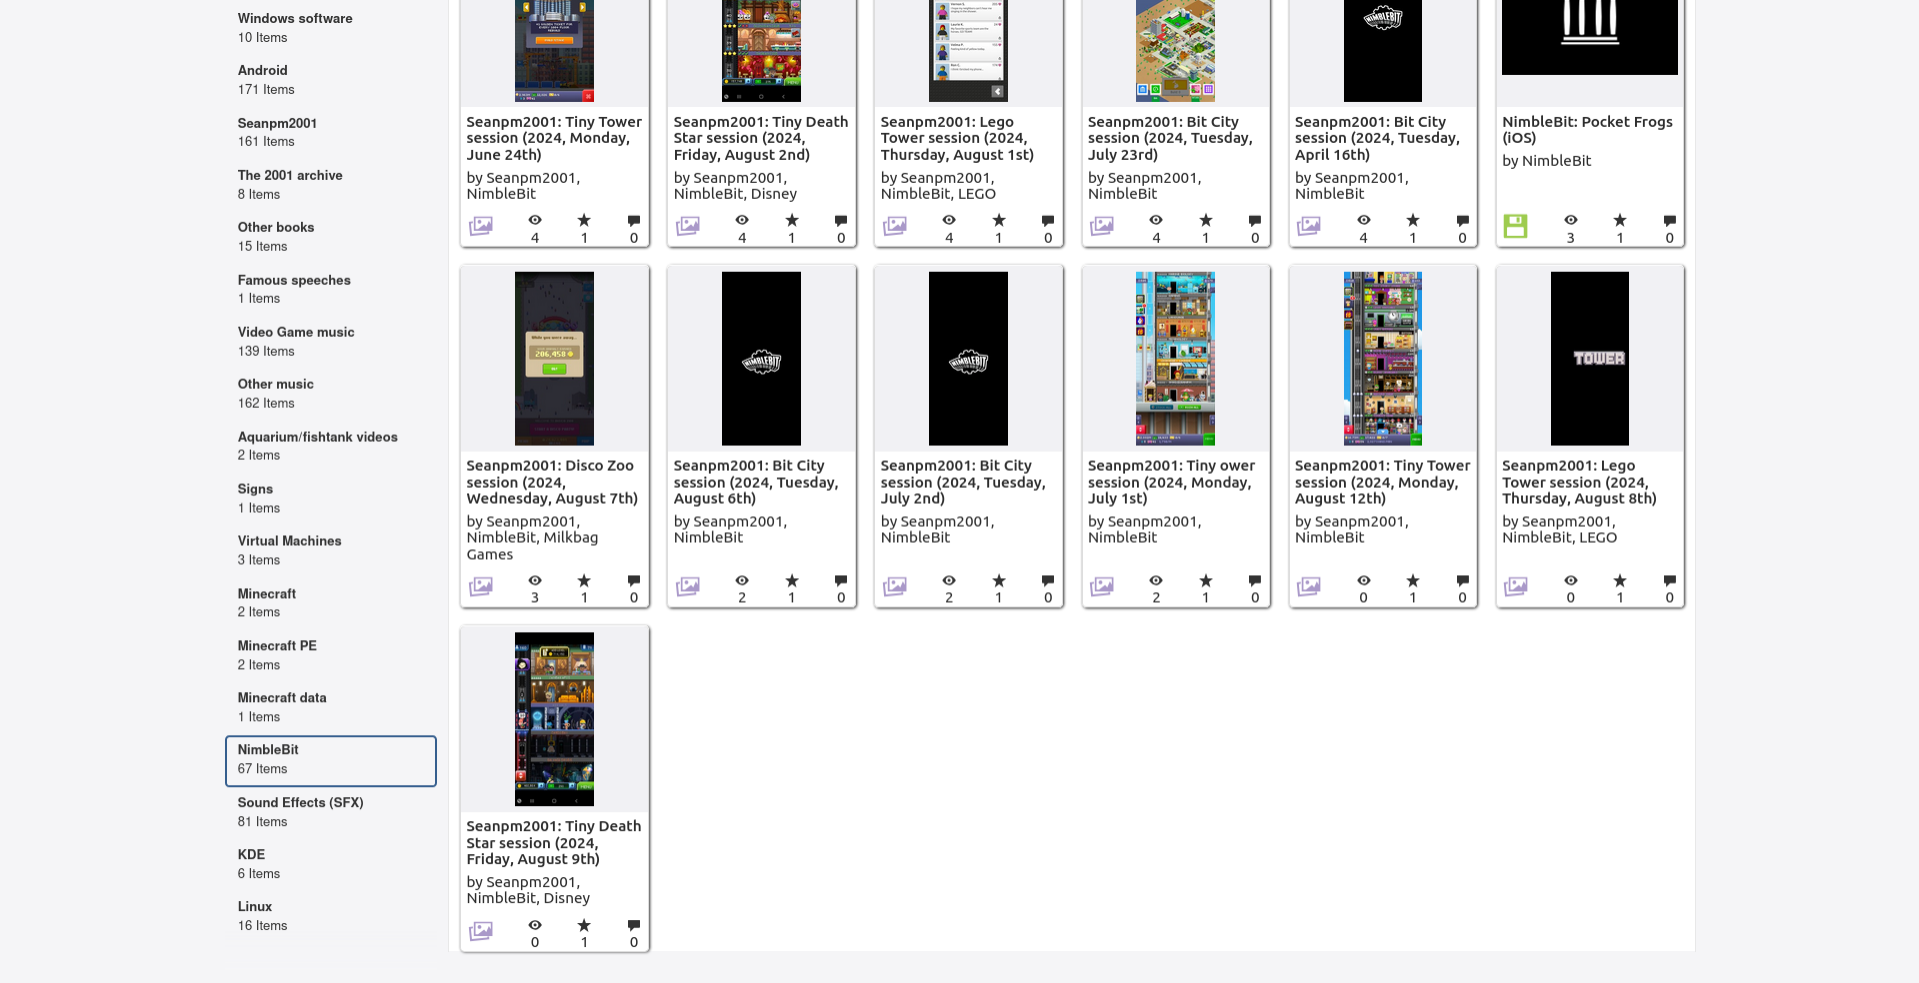 Windows software
10 Items
Android
171 Items
Seanpm2001
161 Items
The 2001 archive
8 Items
Other books
15 Items
Famous speeches
1 Items
Video Game music
139 Items
Other music
162 Items
Aquarium/fishtank videos
2 Items
Signs
1 Items
Virtual Machines
3 Items
Minecraft
2 Items
Minecraft PE
2 Items
Minecraft data
1 Items
NimbleBit
67 Items
Sound Effects (SFX)
81 Items
KDE
6 Items
Linux
16 Items
NIMBLEBIT
Seanpm2001: Tiny Tower
session (2024, Monday,
June 24th)
by Seanpm2001,
NimbleBit
4 1 0
Seanpm2001: Tiny Death
Star session (2024,
Friday, August 2nd)
by Seanpm2001,
NimbleBit, Disney
4 1 0
Seanpm2001: Lego
Tower session (2024,
Thursday, August 1st)
by Seanpm2001,
NimbleBit, LEGO
4 1 0
Seanpm2001: Bit City
session (2024, Tuesday,
July 23rd)
by Seanpm2001,
NimbleBit
4 1 0
Seanpm2001: Bit City
session (2024, Tuesday,
April 16th)
by Seanpm2001,
NimbleBit
4 1 0
NimbleBit: Pocket Frogs
(iOS)
by NimbleBit
3 1 0
While you were away...
206,458
Seanpm2001: Disco Zoo
session (2024,
Wednesday, August 7th)
by Seanpm2001,
NimbleBit, Milkbag
Games
3 1 0
NIMBLEBIT
Seanpm2001: Bit City
session (2024, Tuesday,
August 6th)
by Seanpm2001,
NimbleBit
2 1 0
NIMBLEBIT
Seanpm2001: Bit City
session (2024, Tuesday,
July 2nd)
by Seanpm2001,
NimbleBit
2 1 0
Seanpm2001: Tiny ower
session (2024, Monday,
July 1st)
by Seanpm2001,
NimbleBit
2 1 0
Seanpm2001: Tiny Tower
session (2024, Monday,
August 12th)
by Seanpm2001,
NimbleBit
0 1 0
TOWER
Seanpm2001: Lego
Tower session (2024,
Thursday, August 8th)
by Seanpm2001,
NimbleBit, LEGO
0 1 0
Seanpm2001: Tiny Death
Star session (2024,
Friday, August 9th)
by Seanpm2001,
NimbleBit, Disney
0 1 0